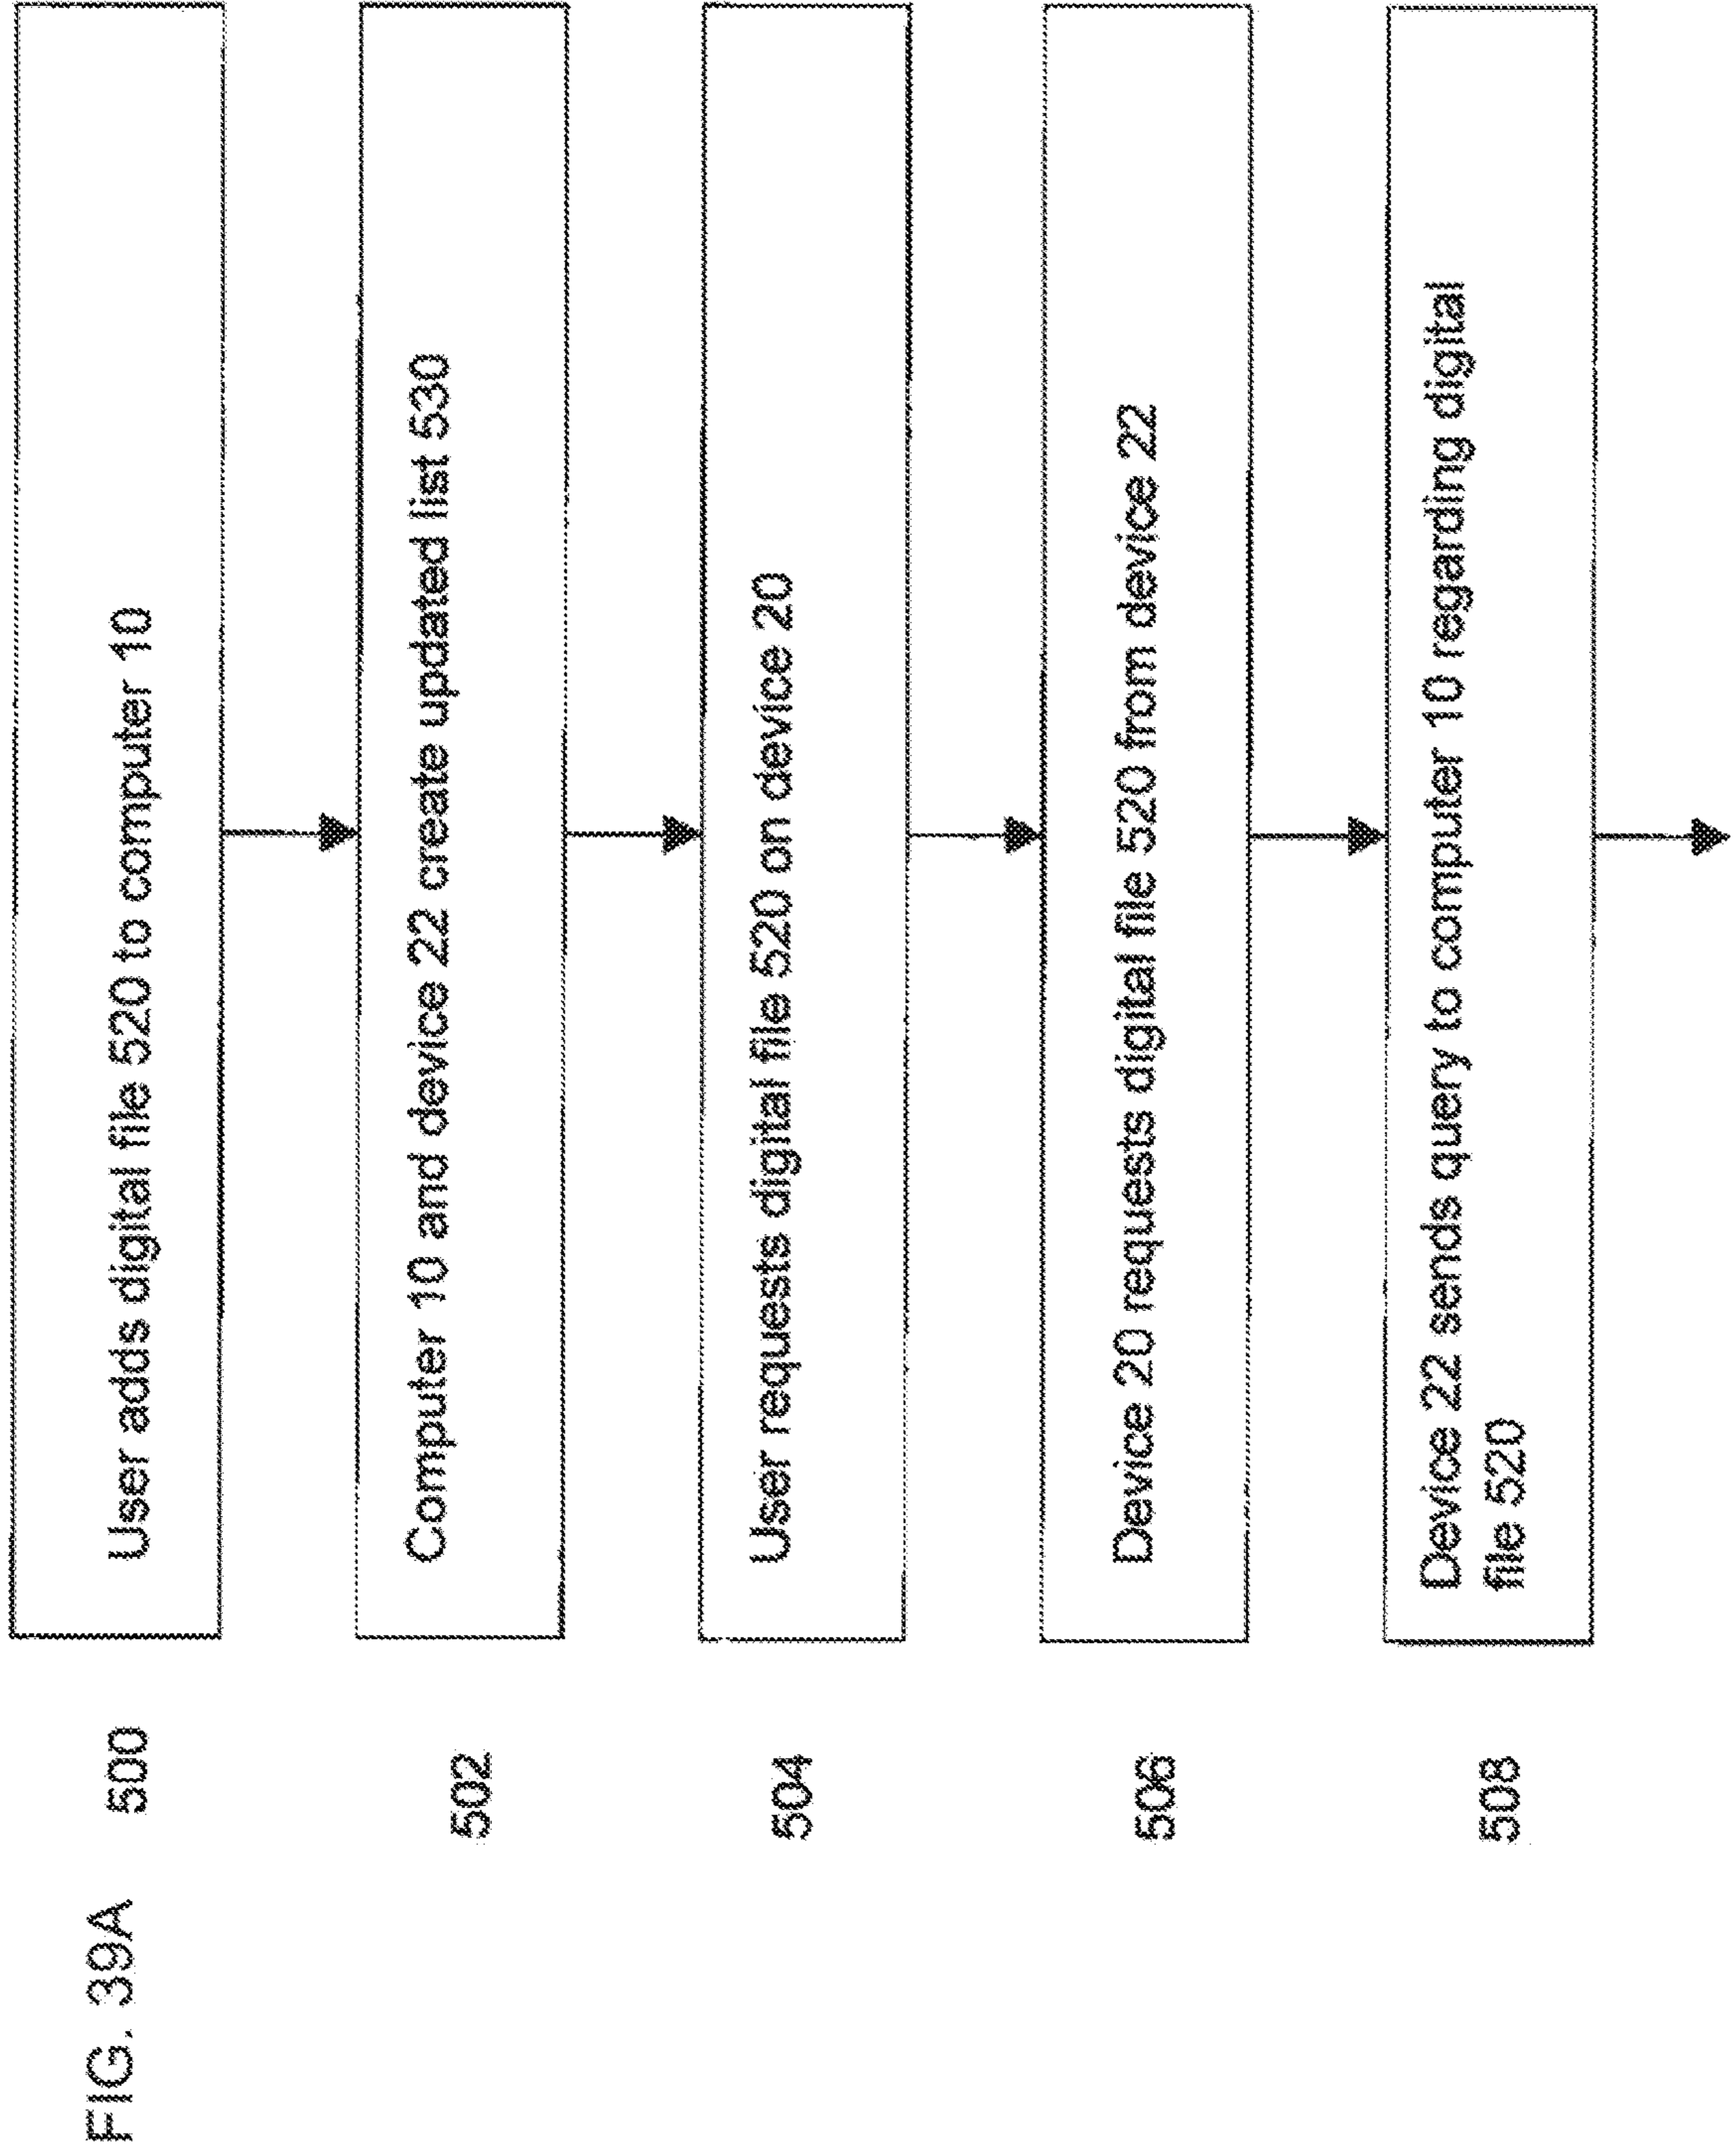 FIG. 39A
500
User adds digital file 520 to computer 10
502
Computer 10 and device 22 create updated list 530
504
User requests digital file 520 on device 20
506
Device 20 requests digital file 520 from device 22
508
Device 22 sends query to computer 10 regarding digital
file 520